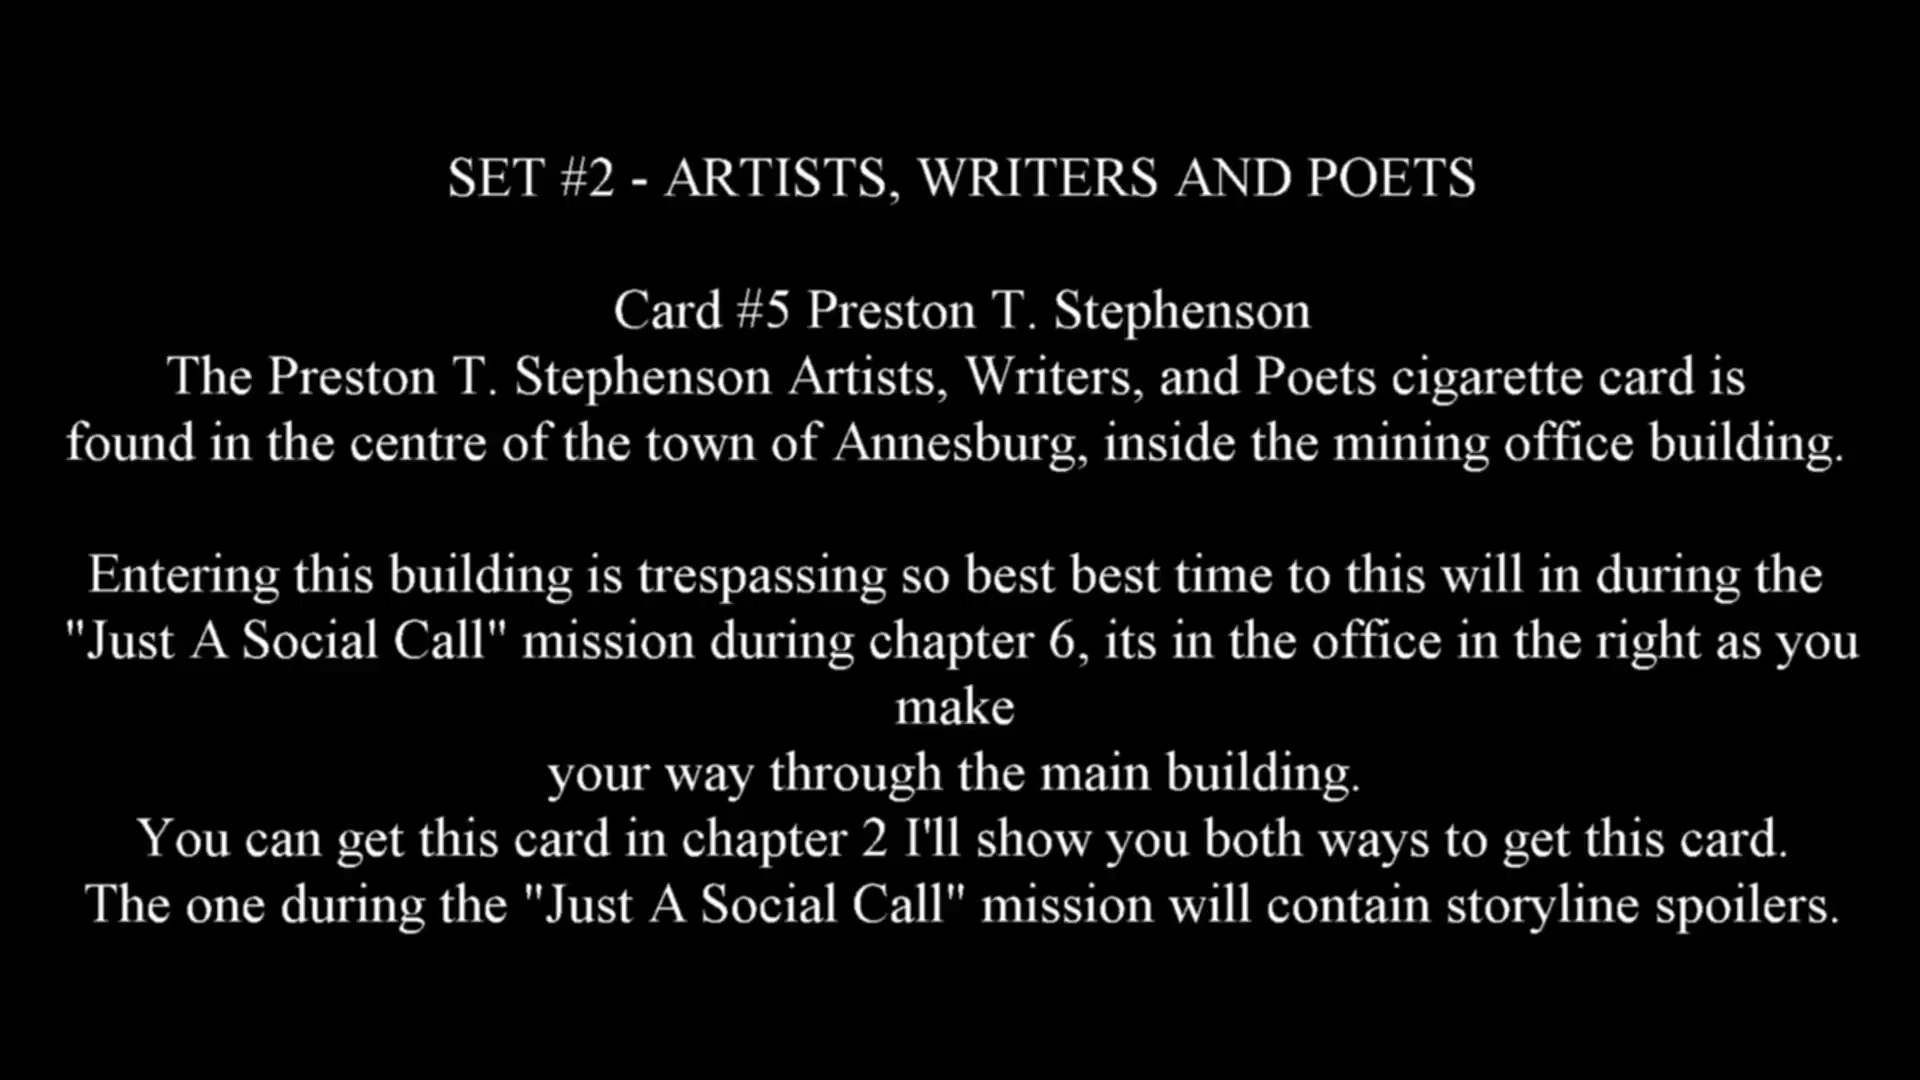 SET #2 - ARTISTS, WRITERS AND POETS
Card #5 Preston T. Stephenson
The Preston T. Stephenson Artists, Writers, and Poets cigarette card is
found in the centre of the town of Annesburg, inside the mining office building.
Entering this building is trespassing so best best time to this will in during the
"Just A Social Call" mission during chapter 6, its in the office in the right as you
make
your way through the main building.
You can get this card in chapter 2 I'll show you both ways to get this card.
The one during the "Just A Social Call" mission will contain storyline spoilers.